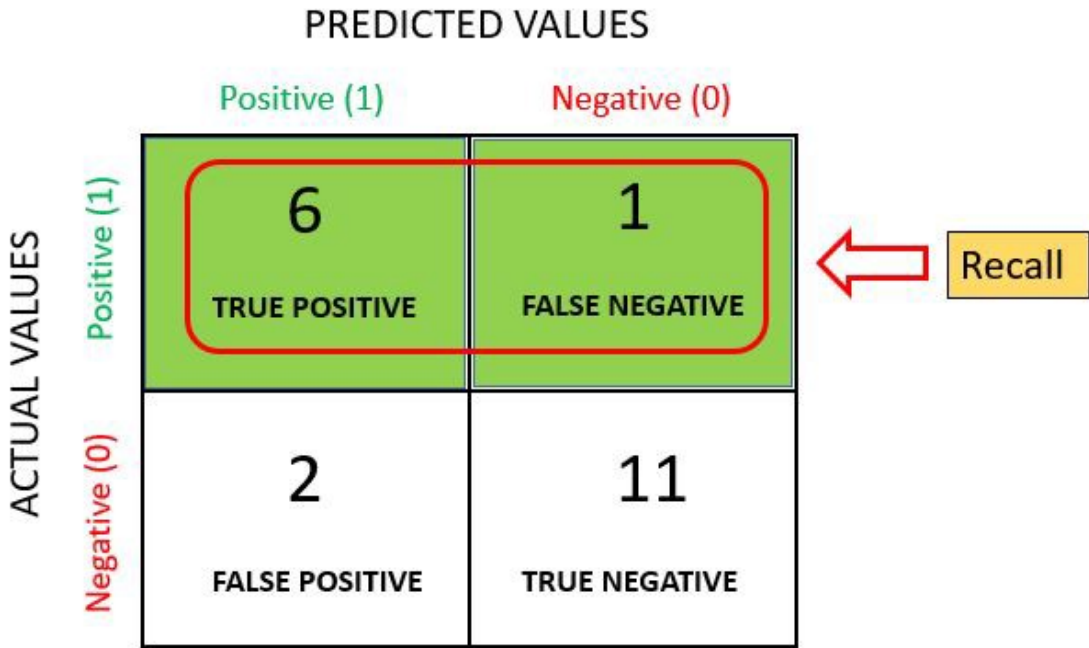 PREDICTED VALUES
Positive (1) Negative (0)
ACTUAL VALUES
Positive (1)
6 1
TRUE POSITIVE FALSE NEGATIVE
Recall
Negative (0)
2 11
FALSE POSITIVE TRUE NEGATIVE